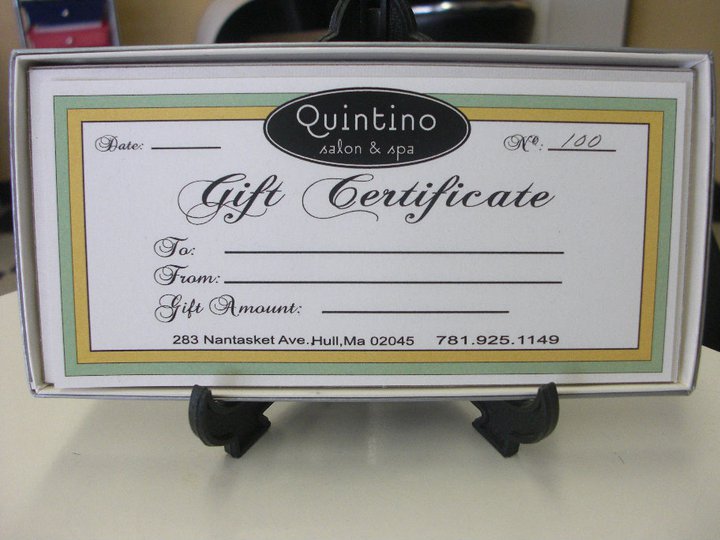 Quintino
salon & spa
Date:
Nº: 100
Gift Certificate
To:
From:
Gift Amount:
283 Nantasket Ave.Hull,Ma 02045 781.925.1149